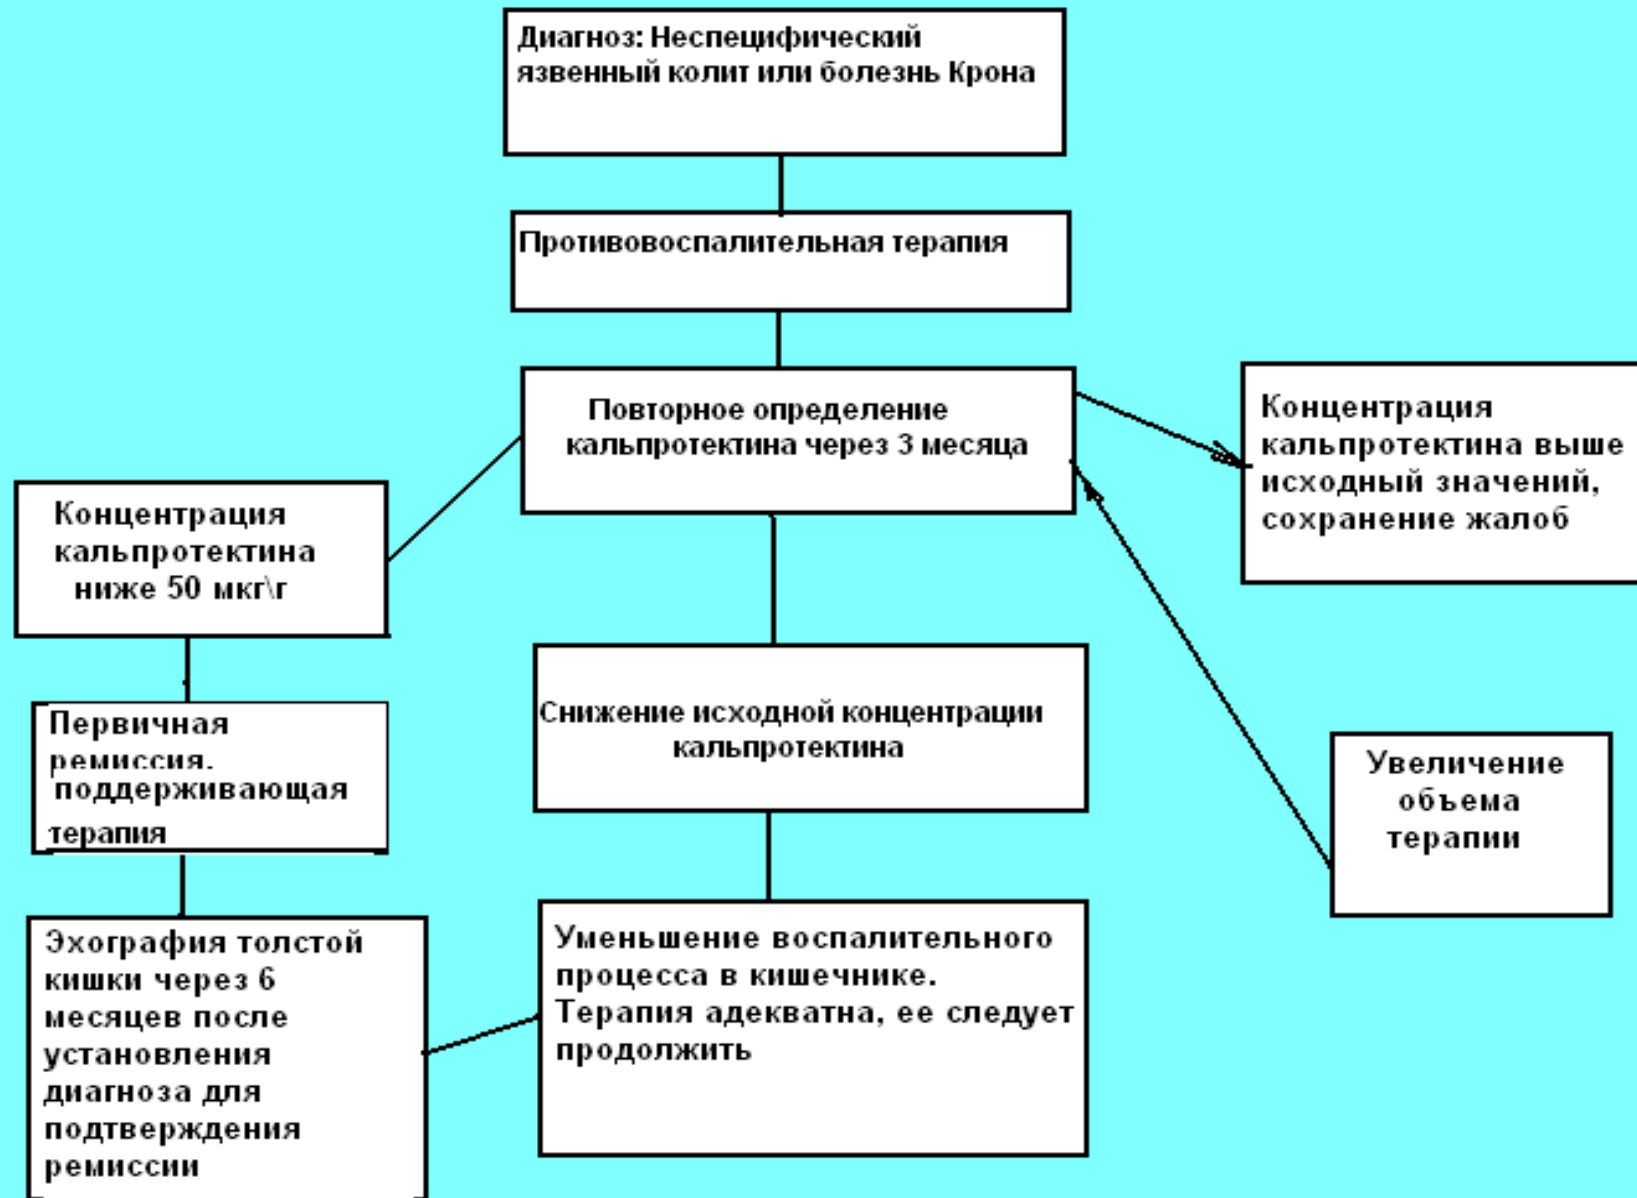 Диагноз: Неспецифический
язвенный колит или болезнь Крона
Противовоспалительная терапия
Повторное определение
кальпротектина через 3 месяца
Концентрация
кальпротектина выше
исходный значений,
сохранение жалоб
Концентрация
кальпротектина
ниже 50 мкг\г
Снижение исходной концентрации
кальпротектина
Первичная
ремиссия.
поддерживающая
терапия
Увеличение
объема
терапии
Эхография толстой
кишки через 6
месяцев после
установления
диагноза для
подтверждения
ремиссии
Уменьшение воспалительного
процесса в кишечнике.
Терапия адекватна, ее следует
продолжить